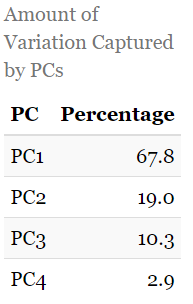 Amount of
Variation Captured
by PCs
PC Percentage
PC1 67.8
PC2 19.0
PC3 10.3
PC4 2.9